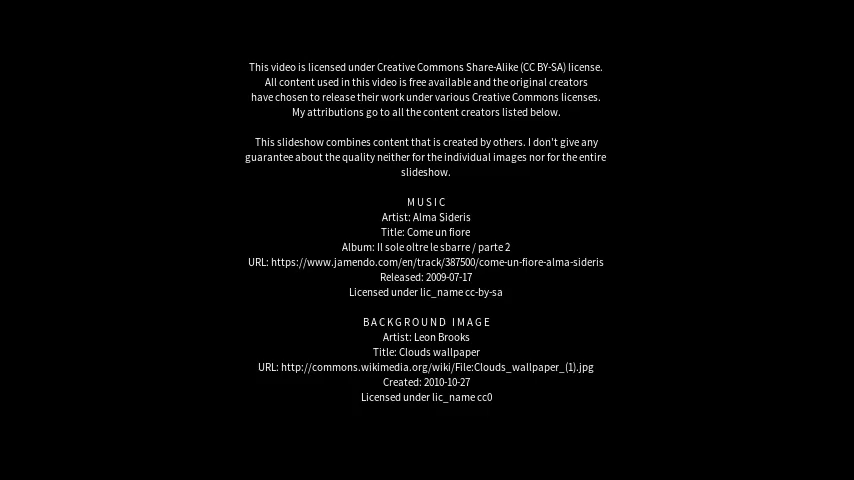 This video is licensed under Creative Commons Share-Alike (CC BY-SA) license.
All content used in this video is free available and the original creators
have chosen to release their work under various Creative Commons licenses.
My attributions go to all the content creators listed below.
This slideshow combines content that is created by others. I don't give any
guarantee about the quality neither for the individual images nor for the entire
slideshow.
M U S I C
Artist: Alma Sideris
Title: Come un fiore
Album: Il sole oltre le sbarre / parte 2
URL: https://www.jamendo.com/en/track/387500/come-un-fiore-alma-sideris
Released: 2009-07-17
Licensed under lic_name cc-by-sa
B A C K G R O U N D   I M A G E
Artist: Leon Brooks
Title: Clouds wallpaper
URL: http://commons.wikimedia.org/wiki/File:Clouds_wallpaper_(1).jpg
Created: 2010-10-27
Licensed under lic_name cc0